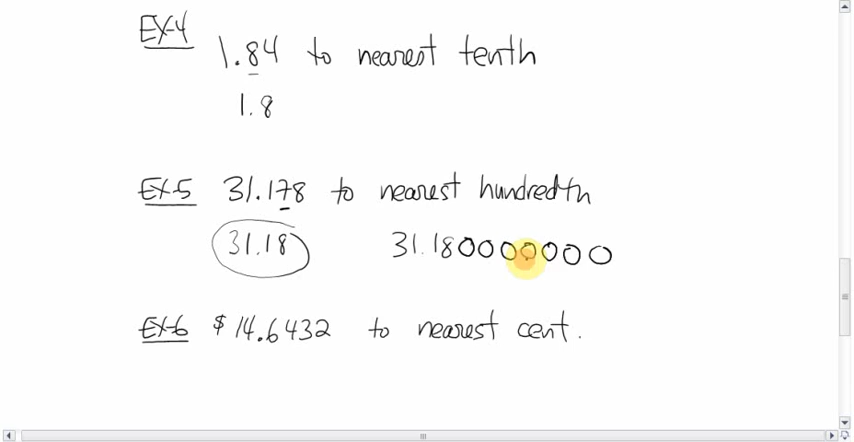 EX-4 1.84 to nearest tenth
1.8
EX-5 31.178 to nearest hundredth
31.18 31.180000000
EX-6 $14.6432 to nearest cent.